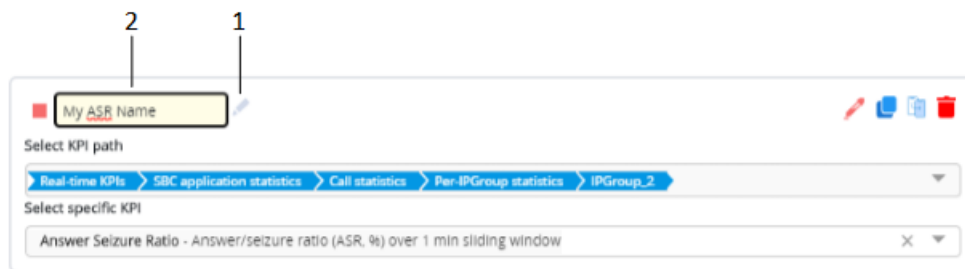 2 1
My ASR Name
Select KPI path
Real-time KPIs SBC application statistics Call statistics Per-IPGroup statistics IPGroup_2
Select specific KPI
Answer Seizure Ratio - Answer/seizure ratio (ASR, %) over 1 min sliding window